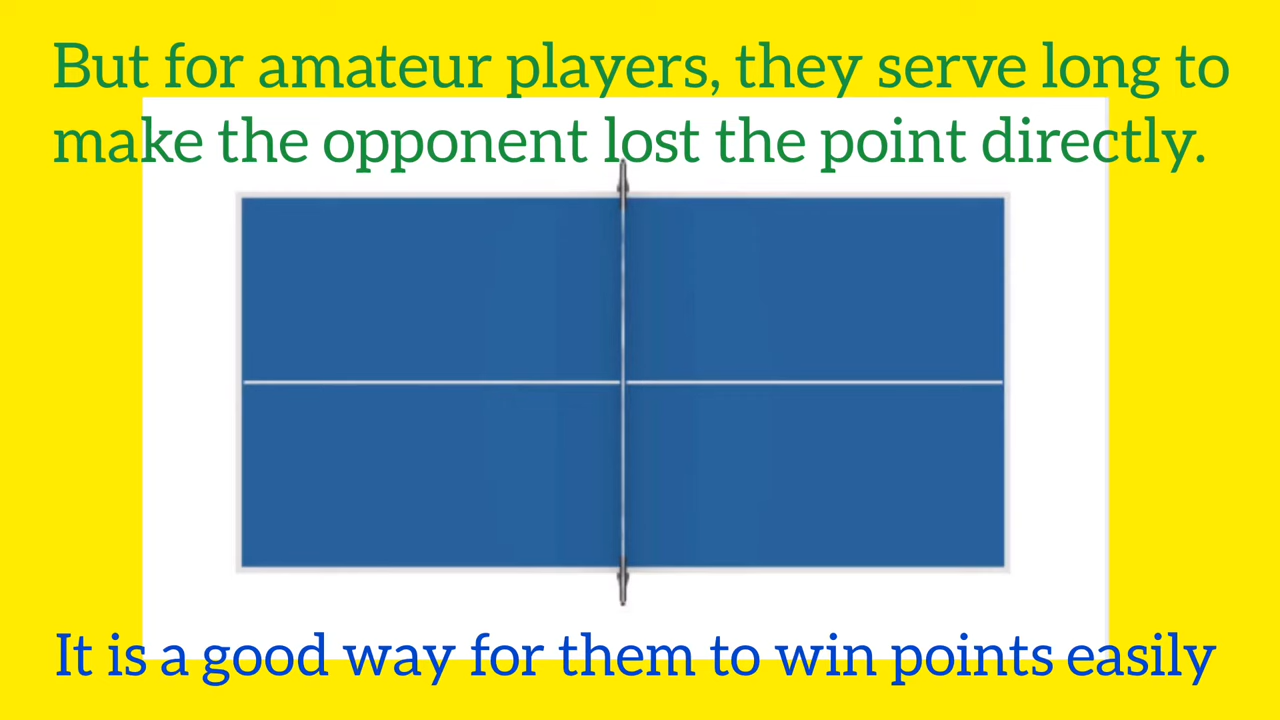 But for amateur players, they serve long to
make the opponent lost the point directly.
It is a good way for them to win points easily